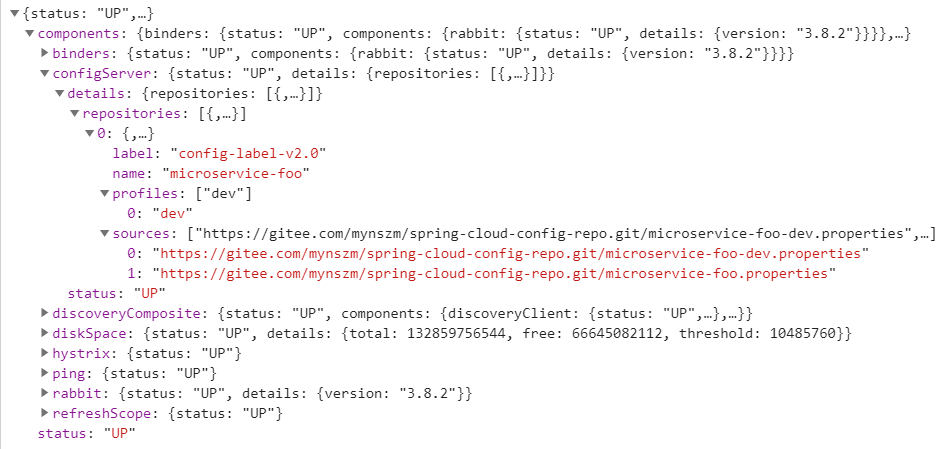 {status: "UP",…}
components: {binders: {status: "UP", components: {rabbit: {status: "UP", details: {version: "3.8.2"}}}},…}
binders: {status: "UP", components: {rabbit: {status: "UP", details: {version: "3.8.2"}}}}
configServer: {status: "UP", details: {repositories: [{,…}]}}
details: {repositories: [{,…}]}
repositories: [{,…}]
0: {,…}
label: "config-label-v2.0"
name: "microservice-foo"
profiles: ["dev"]
0: "dev"
sources: ["https://gitee.com/mynszm/spring-cloud-config-repo.git/microservice-foo-dev.properties",…]
0: "https://gitee.com/mynszm/spring-cloud-config-repo.git/microservice-foo-dev.properties"
1: "https://gitee.com/mynszm/spring-cloud-config-repo.git/microservice-foo.properties"
status: "UP"
discoveryComposite: {status: "UP", components: {discoveryClient: {status: "UP",…},…}}
diskSpace: {status: "UP", details: {total: 132859756544, free: 66645082112, threshold: 10485760}}
hystrix: {status: "UP"}
ping: {status: "UP"}
rabbit: {status: "UP", details: {version: "3.8.2"}}
refreshScope: {status: "UP"}
status: "UP"